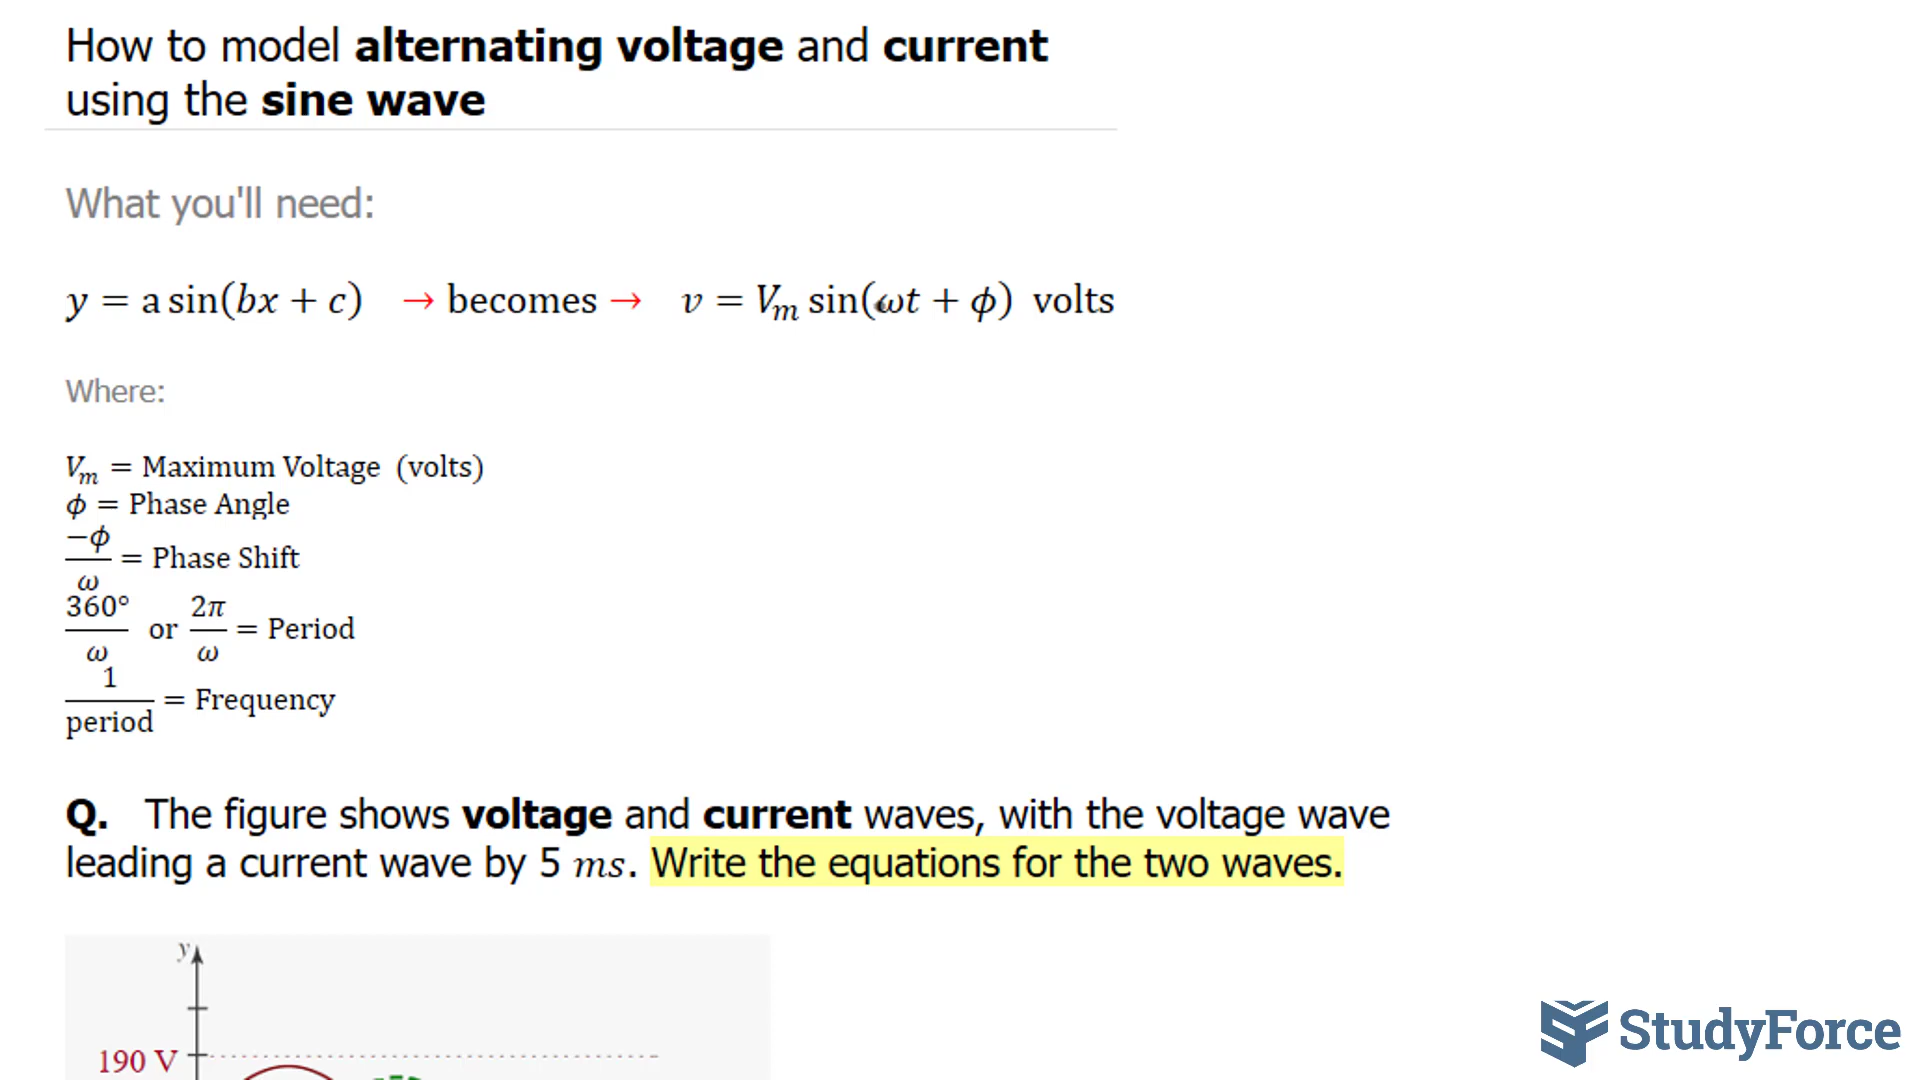 How to model alternating voltage and current
using the sine wave
What you'll need:
y = a sin(bx + c) → becomes → v = Vₘ sin(ωt + ϕ) volts
Where:
Vₘ = Maximum Voltage (volts)
ϕ = Phase Angle
−ϕ/ω = Phase Shift
360°/ω or 2π/ω = Period
1/period = Frequency
Q. The figure shows voltage and current waves, with the voltage wave
leading a current wave by 5 ms. Write the equations for the two waves.
y
190 V
StudyForce